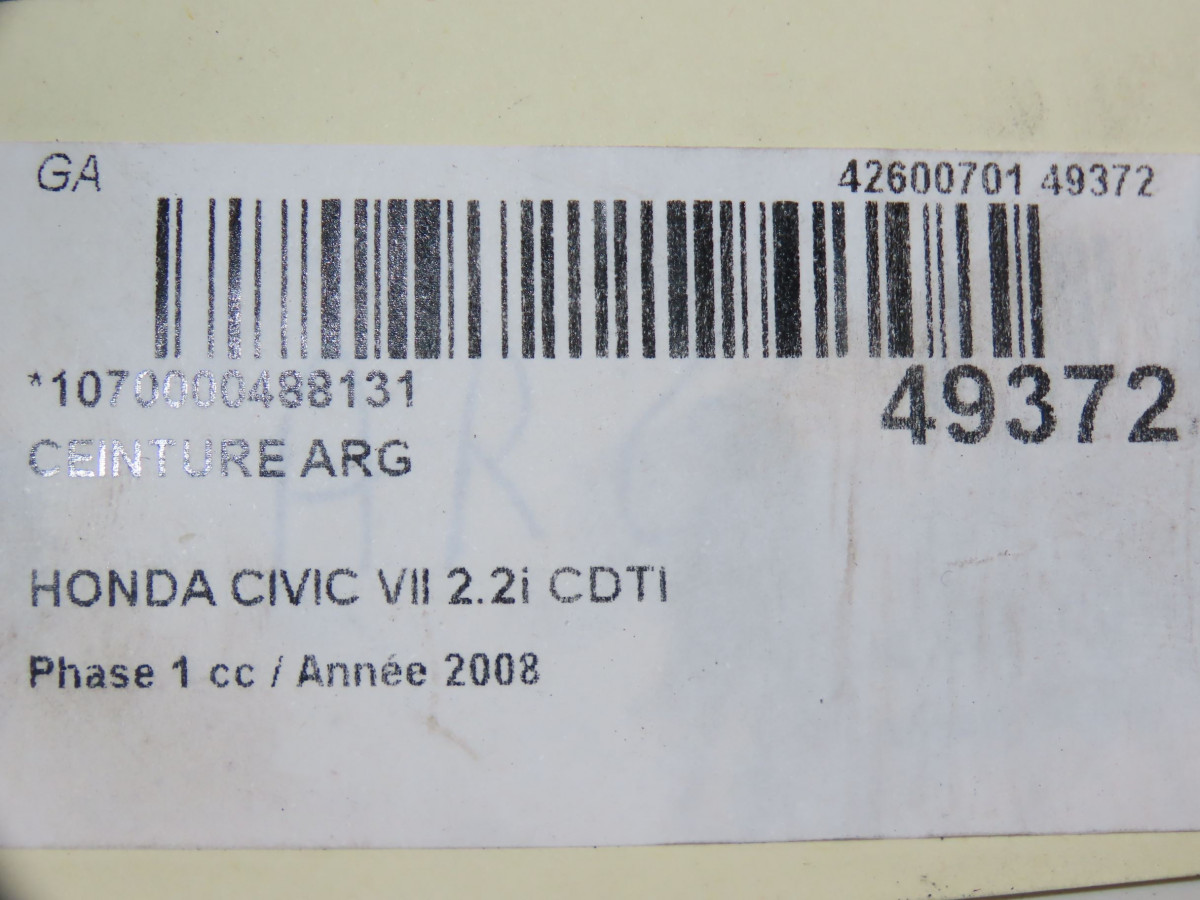 GA
42600701 49372
*1070000488131
49372
CEINTURE ARG
HONDA CIVIC VII 2.2i CDTI
Phase 1 cc / Année 2008